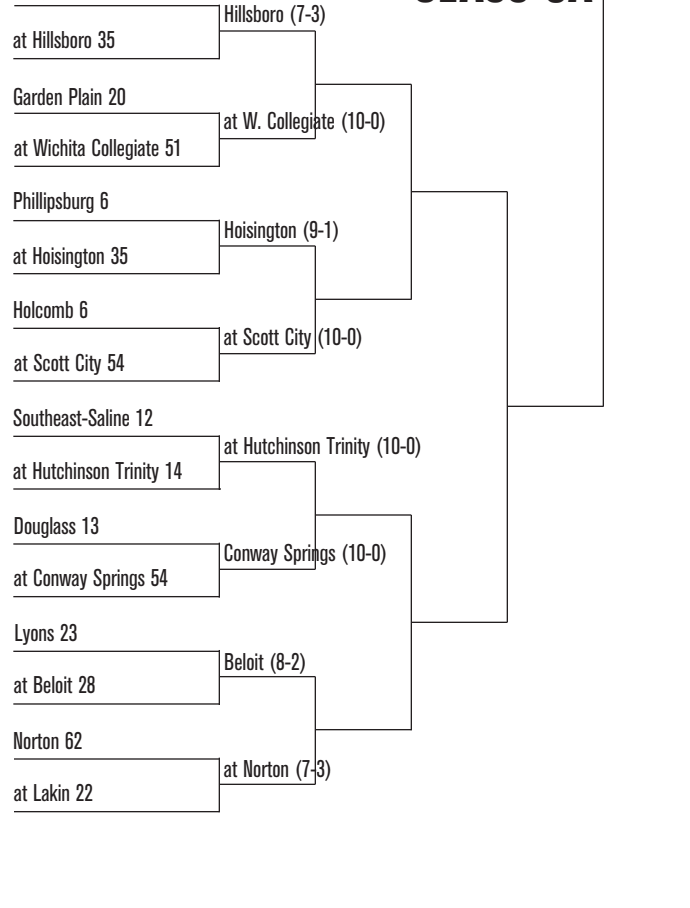 Hillsboro (7-3)
at Hillsboro 35
Garden Plain 20
at W. Collegiate (10-0)
at Wichita Collegiate 51
Phillipsburg 6
Hoisington (9-1)
at Hoisington 35
Holcomb 6
at Scott City (10-0)
at Scott City 54
Southeast-Saline 12
at Hutchinson Trinity (10-0)
at Hutchinson Trinity 14
Douglass 13
Conway Springs (10-0)
at Conway Springs 54
Lyons 23
Beloit (8-2)
at Beloit 28
Norton 62
at Norton (7-3)
at Lakin 22